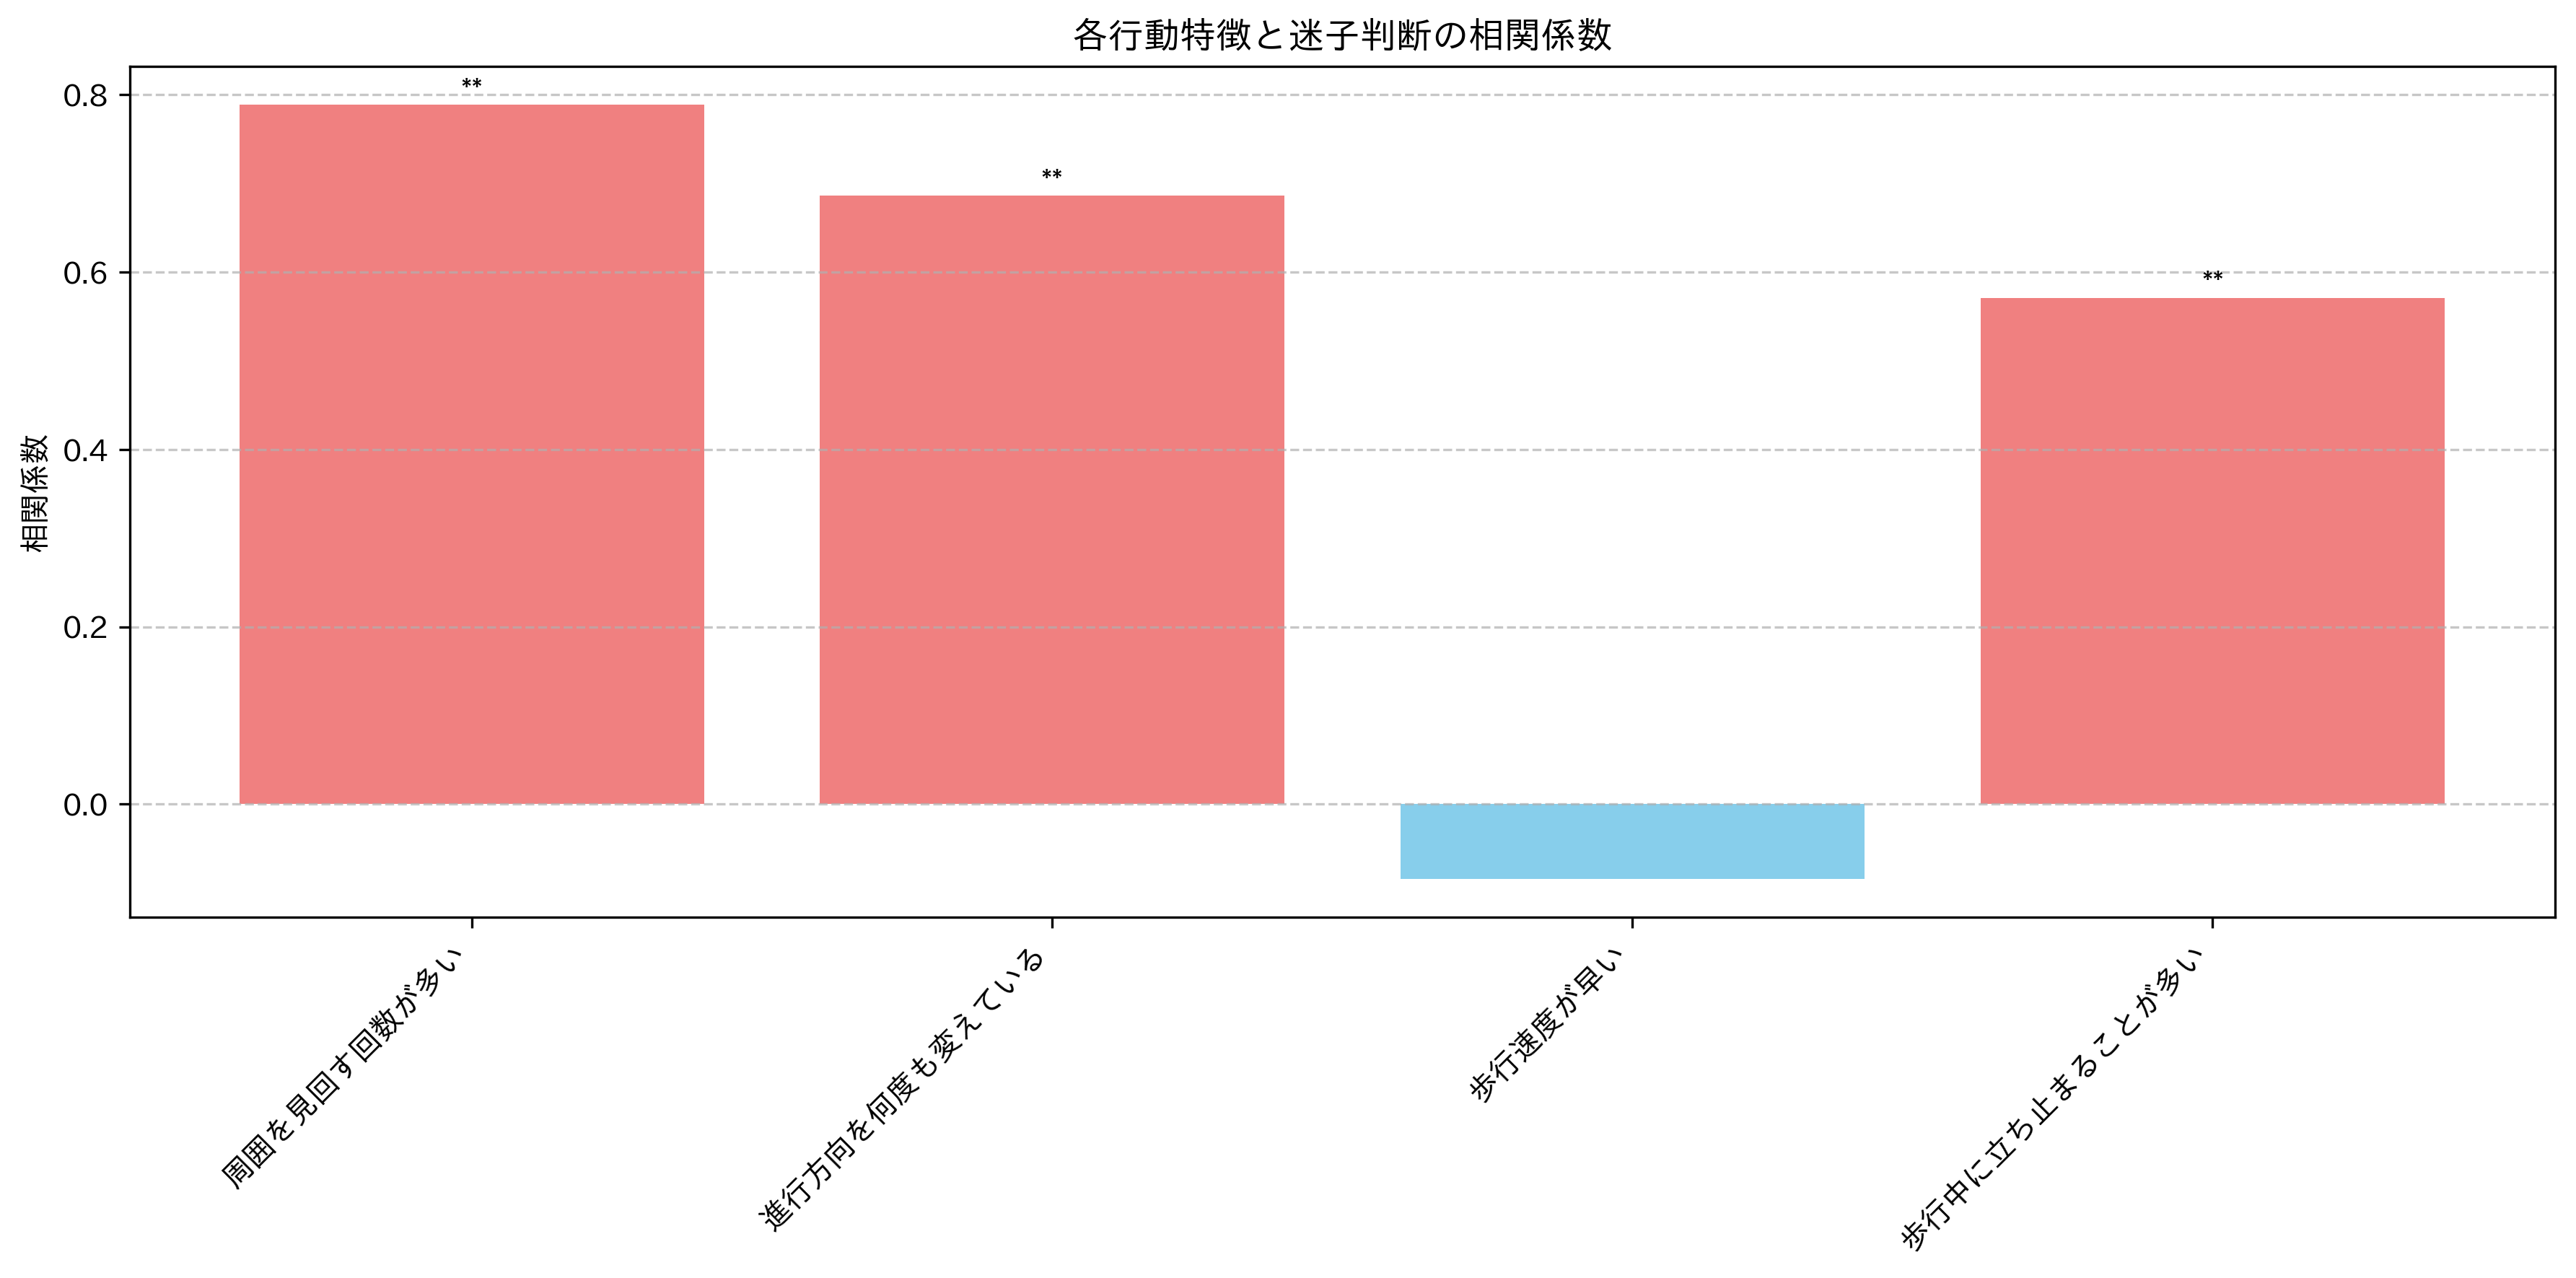 各行動特徴と迷子判断の相関係数
相関係数
0.8
0.6
0.4
0.2
0.0
**
**
**
周囲を見回す回数が多い
進行方向を何度も変えている
歩行速度が早い
歩行中に立ち止まることが多い